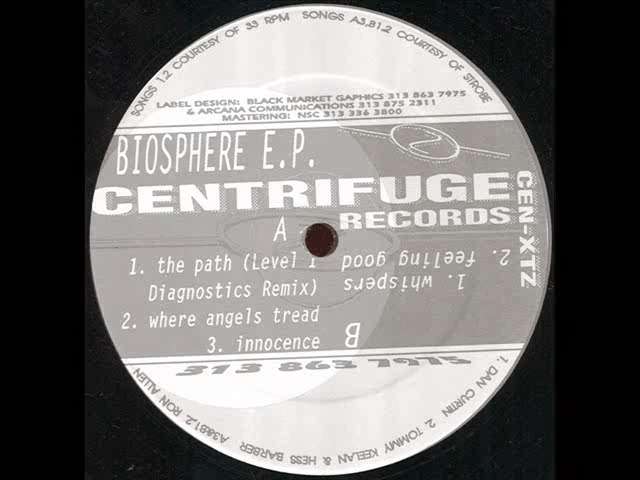 SONGS 1,2 COURTESY OF 33 RPM SONGS A3,B1,2 COURTESY OF STROBE
LABEL DESIGN: BLACK MARKET GAPHICS 313 863 7975
& ARCANA COMMUNICATIONS 313 875 2311
MASTERING: NSC 313 336 3800
BIOSPHERE E.P.
CENTRIFUGE
RECORDS
CEN-XTZ
A
1. the path (Level 1
Diagnostics Remix)
2. where angels tread
3. innocence
B
1. whispers
2. feeling good
313 863 7975
1. DAN CURTIN 2. TOMMY KEELAN & HESS BARBER A3&B1,2. RON ALLEN